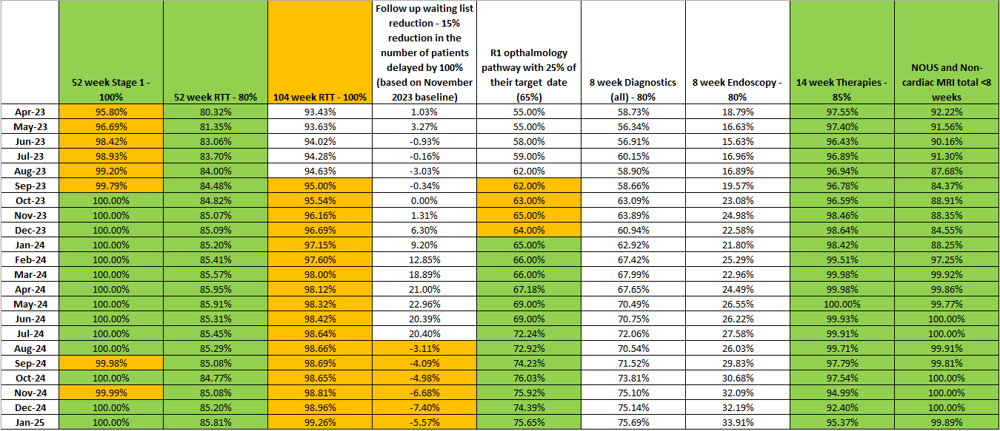 52 week Stage 1 - 100%	52 week RTT - 80%	104 week RTT - 100%	Follow up waiting list reduction - 15% reduction in the number of patients delayed by 100% (based on November 2023 baseline)	R1 opthalmology pathway with 25% of their target date (65%)	8 week Diagnostics (all) - 80%	8 week Endoscopy - 80%	14 week Therapies - 85%	NOUS and Non-cardiac MRI total <8 weeks
Apr-23	95.80%	80.32%	93.43%	1.03%	55.00%	58.73%	18.79%	97.55%	92.22%
May-23	96.69%	81.35%	93.63%	3.27%	55.00%	56.34%	16.63%	97.40%	91.56%
Jun-23	98.42%	83.06%	94.02%	-0.93%	58.00%	56.91%	15.63%	96.43%	90.16%
Jul-23	98.93%	83.70%	94.28%	-0.16%	59.00%	60.15%	16.96%	96.89%	91.30%
Aug-23	99.20%	84.00%	94.63%	-3.03%	62.00%	58.90%	16.89%	96.94%	87.68%
Sep-23	99.79%	84.48%	95.00%	-0.34%	62.00%	58.66%	19.57%	96.78%	84.37%
Oct-23	100.00%	84.82%	95.54%	0.00%	63.00%	63.09%	23.08%	96.59%	88.91%
Nov-23	100.00%	85.07%	96.16%	1.31%	65.00%	63.89%	24.98%	98.46%	88.35%
Dec-23	100.00%	85.09%	96.69%	6.30%	64.00%	60.94%	22.58%	98.64%	84.55%
Jan-24	100.00%	85.20%	97.15%	9.20%	65.00%	62.92%	21.80%	98.42%	88.25%
Feb-24	100.00%	85.41%	97.60%	12.85%	66.00%	67.42%	25.29%	99.51%	97.25%
Mar-24	100.00%	85.57%	98.00%	18.89%	66.00%	67.99%	22.96%	99.98%	99.92%
Apr-24	100.00%	85.95%	98.12%	21.00%	67.18%	67.65%	24.49%	99.98%	99.86%
May-24	100.00%	85.91%	98.32%	22.96%	69.00%	70.49%	26.55%	100.00%	99.77%
Jun-24	100.00%	85.31%	98.42%	20.39%	69.00%	70.75%	26.22%	99.93%	100.00%
Jul-24	100.00%	85.45%	98.64%	20.40%	72.24%	72.06%	27.58%	99.91%	100.00%
Aug-24	100.00%	85.29%	98.66%	-3.11%	72.92%	70.54%	26.03%	99.71%	99.91%
Sep-24	99.98%	85.08%	98.69%	-4.09%	74.23%	71.52%	29.83%	97.79%	99.81%
Oct-24	100.00%	84.77%	98.65%	-4.98%	76.03%	73.81%	30.68%	97.54%	100.00%
Nov-24	99.99%	85.08%	98.81%	-6.68%	75.92%	75.10%	32.09%	94.99%	100.00%
Dec-24	100.00%	85.20%	98.96%	-7.40%	74.39%	75.14%	32.19%	92.40%	100.00%
Jan-25	100.00%	85.81%	99.26%	-5.57%	75.65%	75.69%	33.91%	95.37%	99.89%